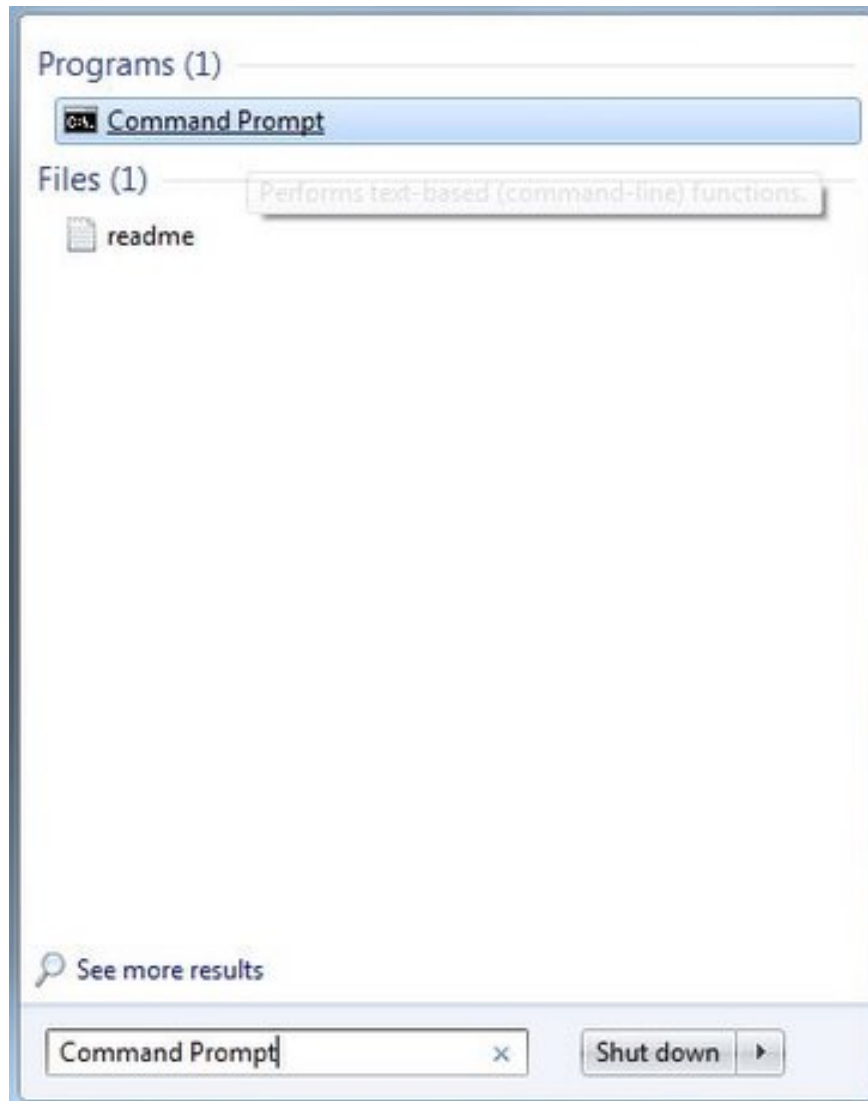 Programs (1)
C:\.
Command Prompt
Files (1)
Performs text-based (command-line) functions.
readme
See more results
Command Prompt
Shut down